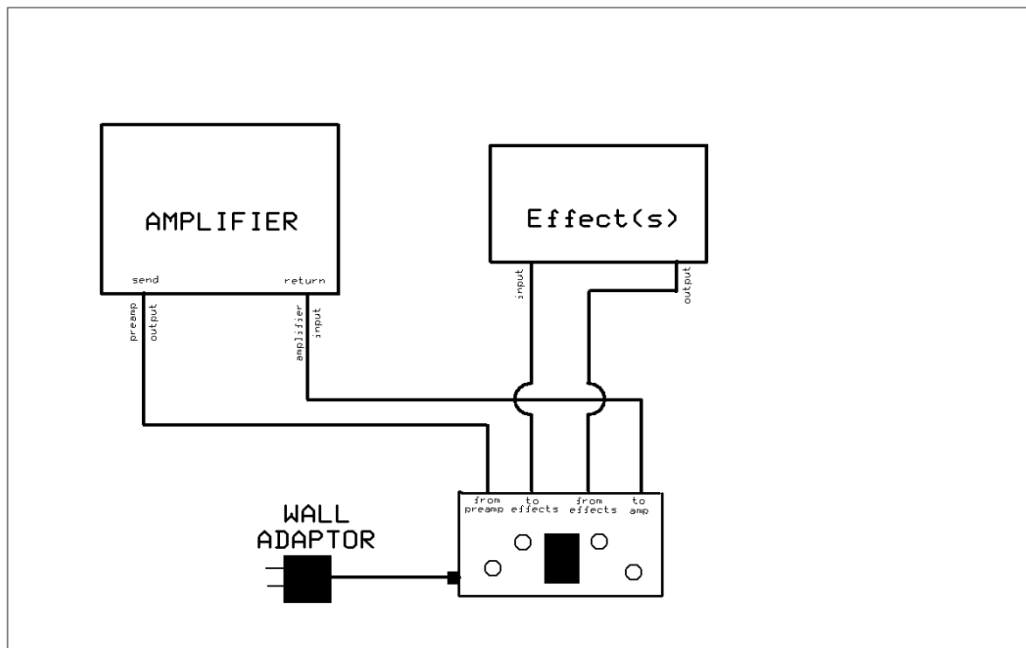 AMPLIFIER
send
return
preamp
output
amplifier
input
Effect(s)
input
output
from
preamp
to
effects
from
effects
to
amp
WALL
ADAPTOR